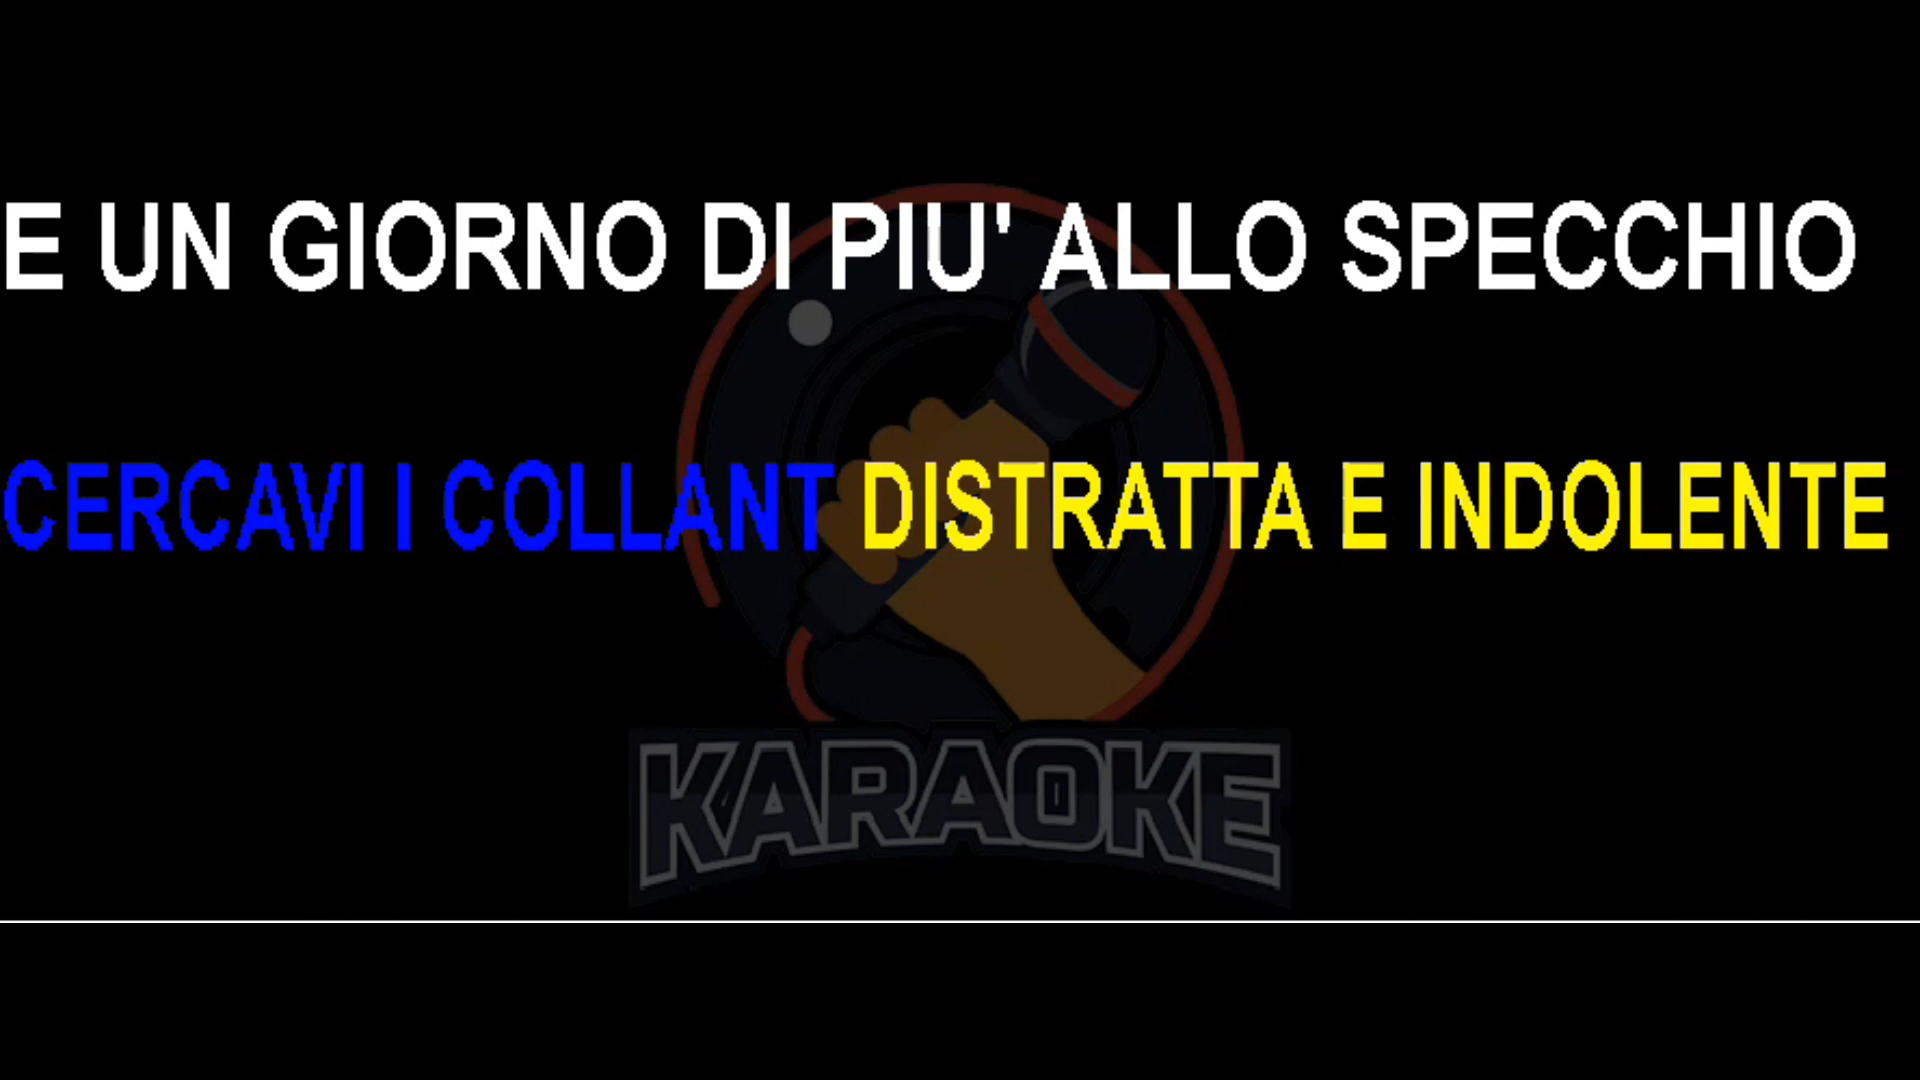 E UN GIORNO DI PIU' ALLO SPECCHIO
CERCAVI I COLLANT DISTRATTA E INDOLENTE
KARAOKE